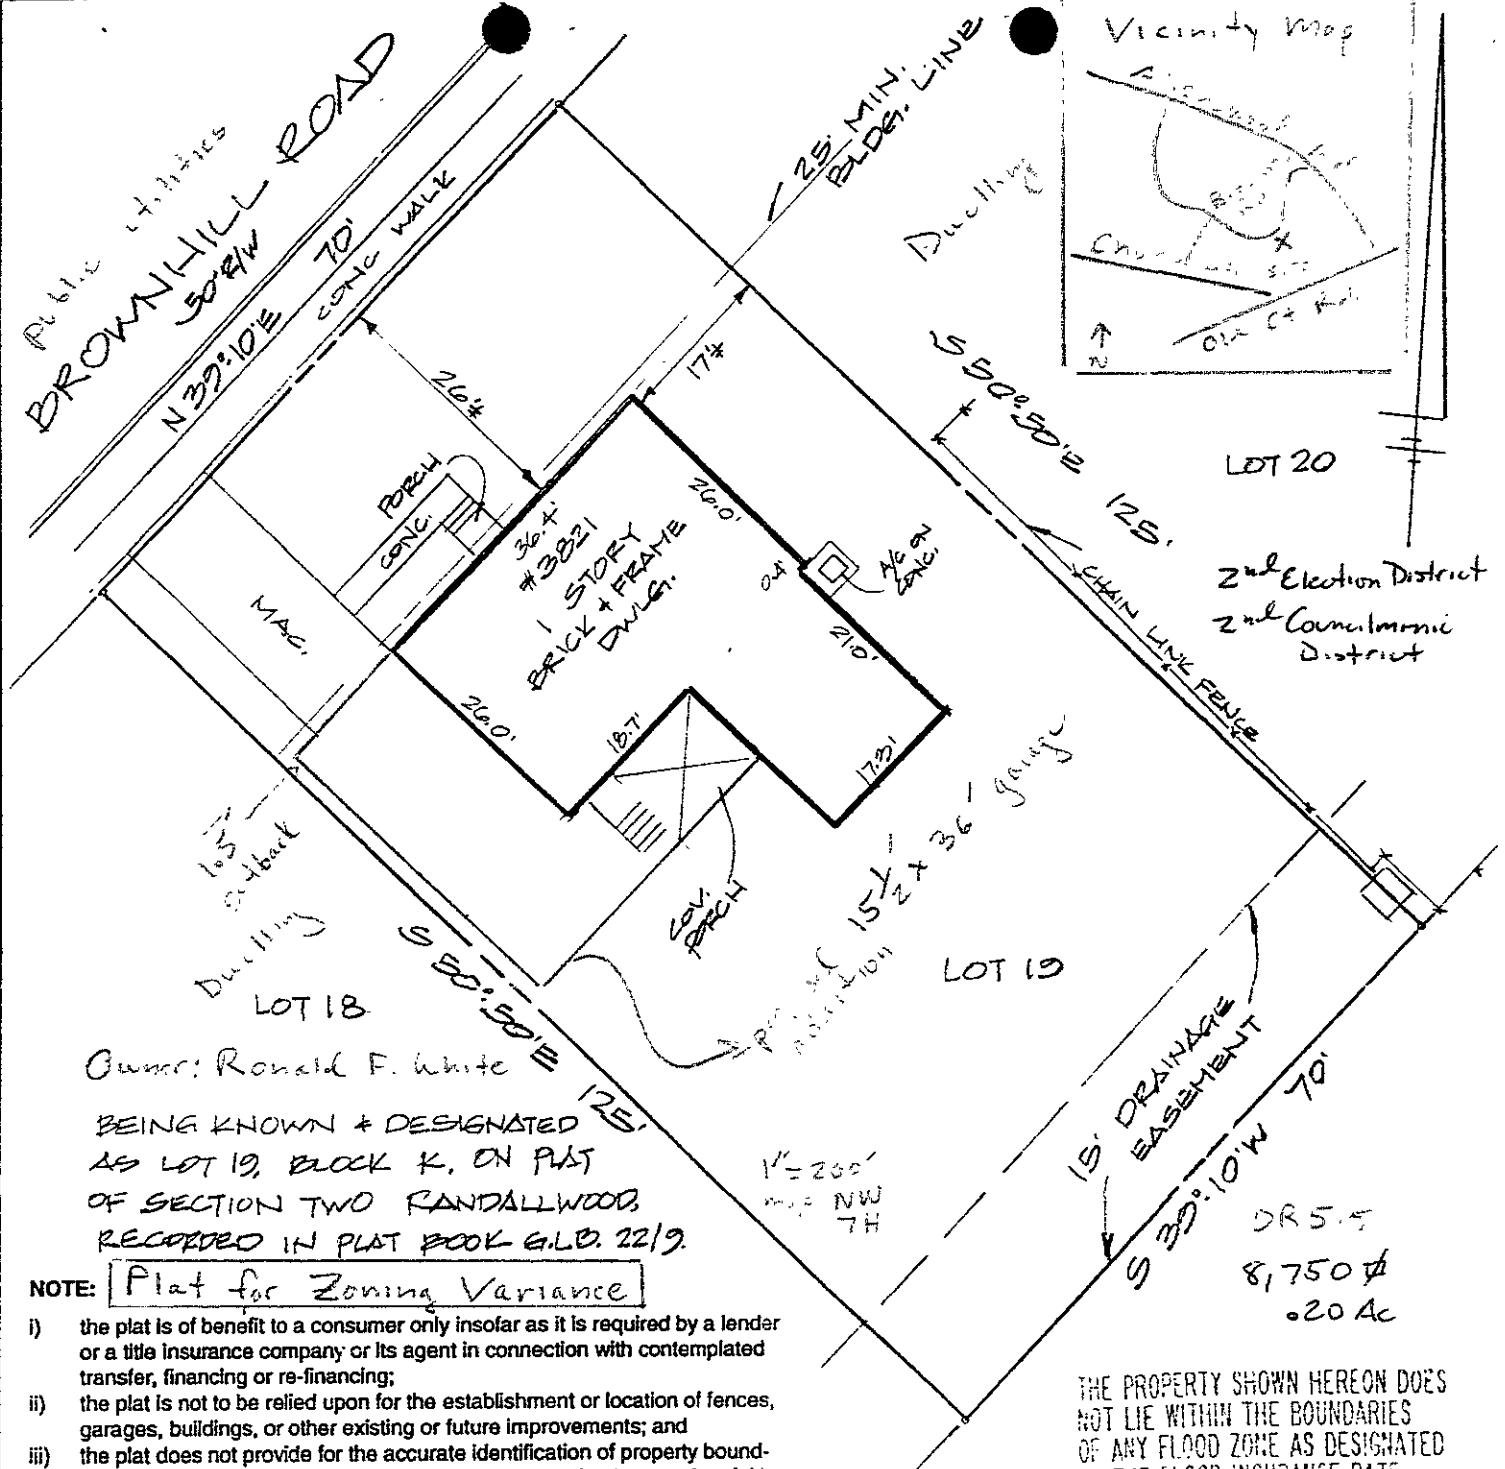 Vicinity Map
Church
Old Ct Rd.
N
X
Public utilities
BROWNHILL ROAD
50' R/W
N 39°.10'E
70'
CONC WALK
25' MIN.
BLDG. LINE
Dwelling
26'±
17'±
S 50°.50'E
125.
LOT 20
PORCH
CONC.
MAC.
36.4'
#3821
1 STORY
BRICK & FRAME
DWLG.
26.0'
0.4'
A/C ON
CONC.
21.0'
CHAIN LINK FENCE
2nd Election District
2nd Councilmanic
District
26.0'
18.7'
17.3'
COV.
PORCH
15 1/2 x 36' garage
addition
1.5'
setback
Dwelling
LOT 18
S 50°.50'E
125.
LOT 19
15' DRAINAGE
EASEMENT
S 39°.10'W 70'
Owner: Ronald F. White
BEING KNOWN & DESIGNATED
AS LOT 19, BLOCK K, ON PLAT
OF SECTION TWO RANDALLWOOD,
RECORDED IN PLAT BOOK G.L.B. 22/9.
1"=200'
map NW
7H
DR 5.5
8,750 ⌀
.20 Ac
NOTE: Plat for Zoning Variance
i) the plat is of benefit to a consumer only insofar as it is required by a lender
or a title insurance company or its agent in connection with contemplated
transfer, financing or re-financing;
ii) the plat is not to be relied upon for the establishment or location of fences,
garages, buildings, or other existing or future improvements; and
iii) the plat does not provide for the accurate identification of property bound-
THE PROPERTY SHOWN HEREON DOES
NOT LIE WITHIN THE BOUNDARIES
OF ANY FLOOD ZONE AS DESIGNATED